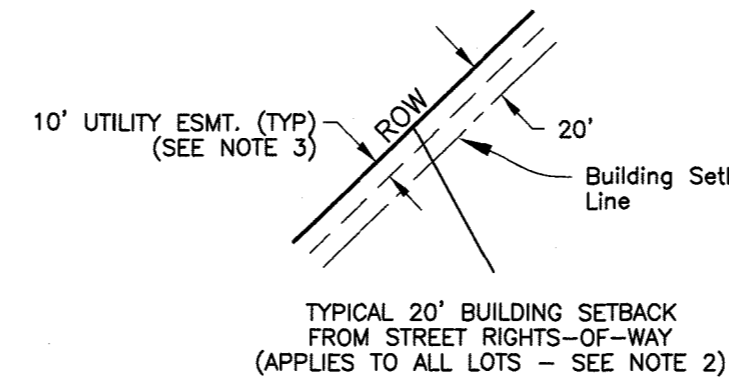 10' UTILITY ESMT. (TYP)
(SEE NOTE 3)
ROW
20'
Building
Line
TYPICAL 20' BUILDING SETBACK
FROM STREET RIGHTS-OF-WAY
(APPLIES TO ALL LOTS - SEE NOTE 2)